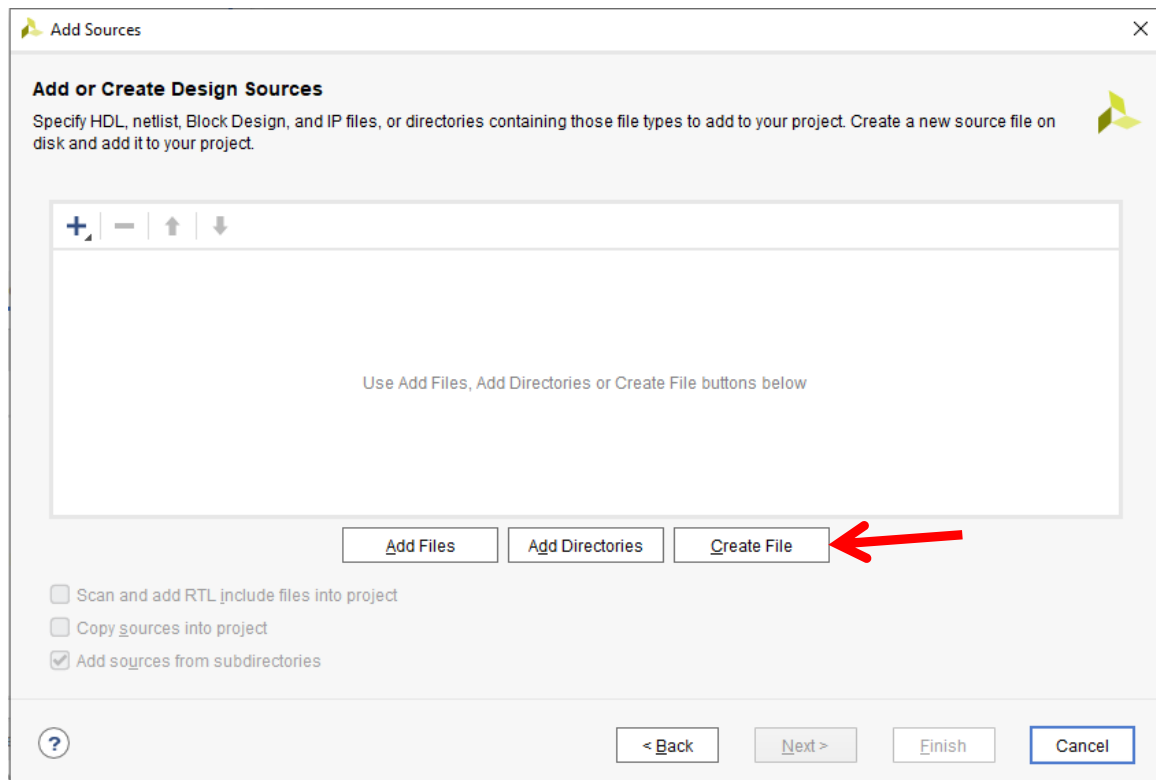 Add Sources
Add or Create Design Sources
Specify HDL, netlist, Block Design, and IP files, or directories containing those file types to add to your project. Create a new source file on
disk and add it to your project.
Use Add Files, Add Directories or Create File buttons below
Add Files
Add Directories
Create File
Scan and add RTL include files into project
Copy sources into project
Add sources from subdirectories
?
< Back
Next >
Finish
Cancel